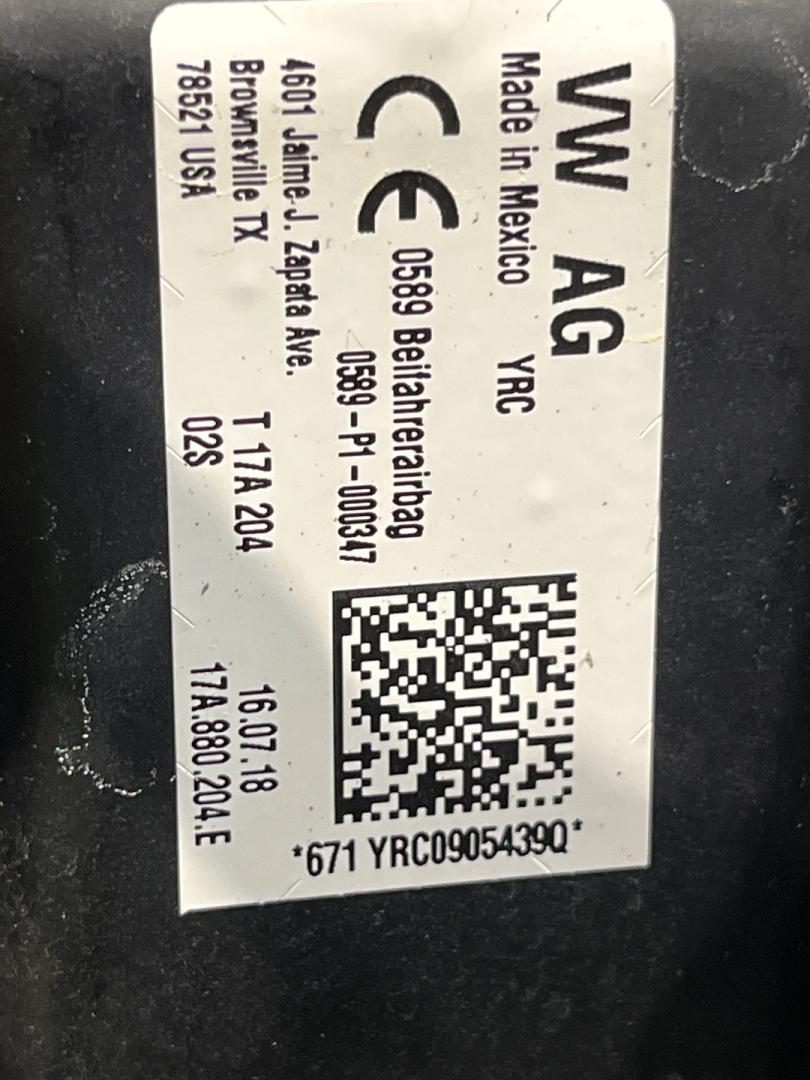 VW AG
Made in Mexico YRC
CE 0589 Beifahrerairbag
0589-P1-000347
4601 Jaime J. Zapata Ave.
Brownsville TX T 17A 204 16.07.18
78521 USA 02S 17A.880.204.E
*671 YRC0905439Q*